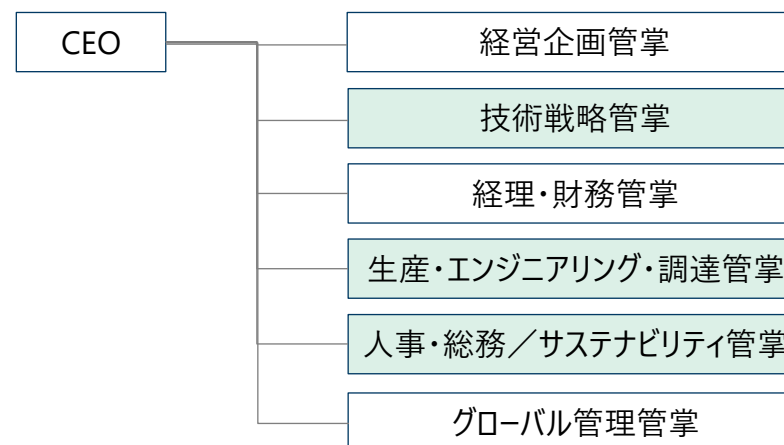 CEO
経営企画管掌
技術戦略管掌
経理・財務管掌
生産・エンジニアリング・調達管掌
人事・総務／サステナビリティ管掌
グローバル管理管掌